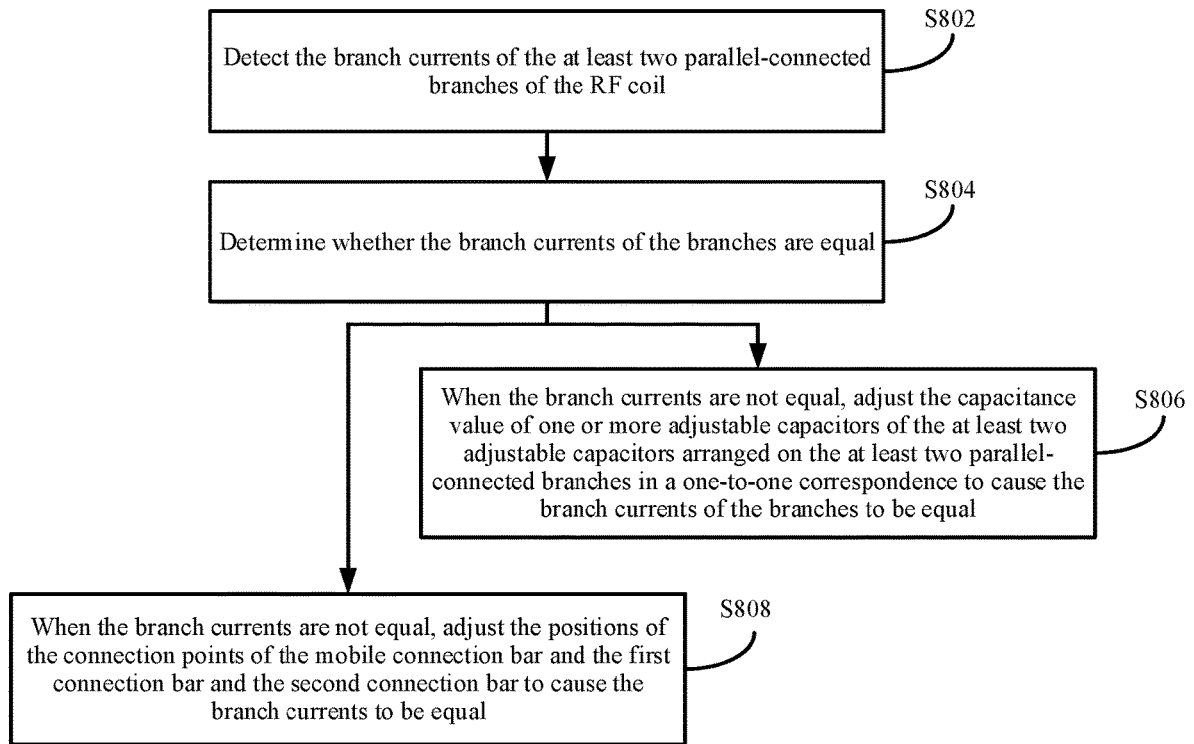 S802
Detect the branch currents of the at least two parallel-connected
branches of the RF coil
S804
Determine whether the branch currents of the branches are equal
S806
When the branch currents are not equal, adjust the capacitance
value of one or more adjustable capacitors of the at least two
adjustable capacitors arranged on the at least two parallel-
connected branches in a one-to-one correspondence to cause the
branch currents of the branches to be equal
S808
When the branch currents are not equal, adjust the positions of
the connection points of the mobile connection bar and the first
connection bar and the second connection bar to cause the
branch currents to be equal